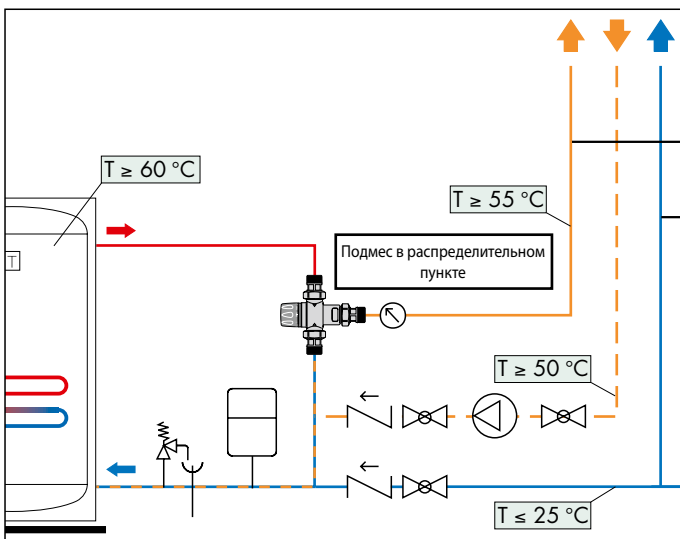 T ≥ 60 °C
T ≥ 55 °C
T
Подмес в распределительном
пункте
T ≥ 50 °C
T ≤ 25 °C